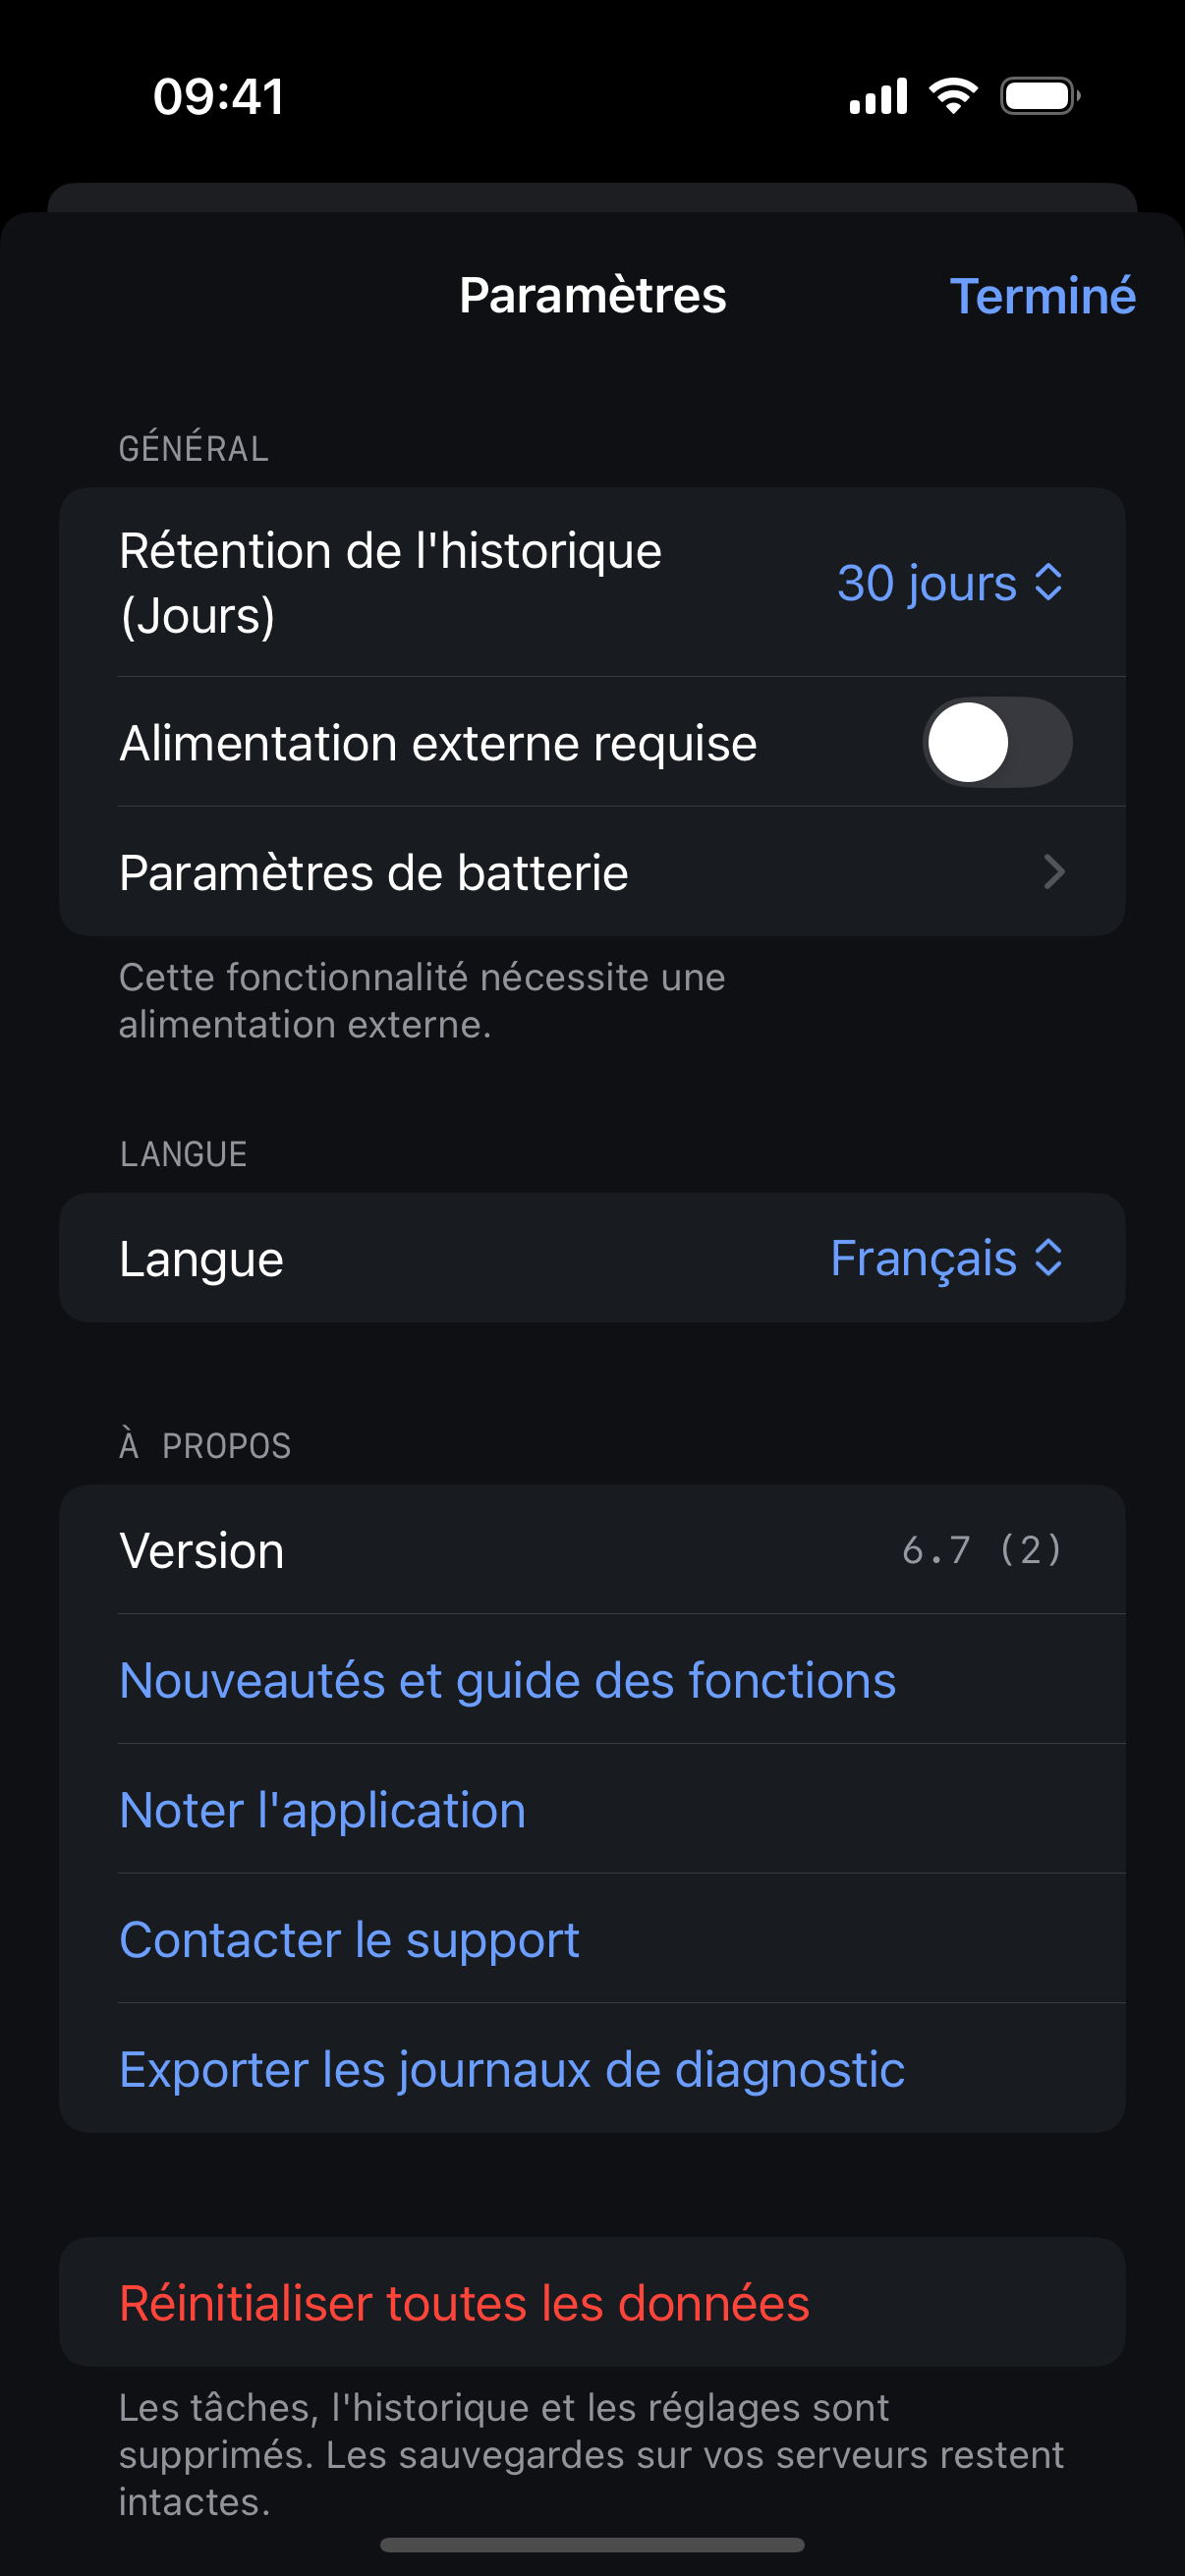 09:41
Paramètres
Terminé
GÉNÉRAL
Rétention de l'historique
(Jours)
30 jours
Alimentation externe requise
Paramètres de batterie
Cette fonctionnalité nécessite une
alimentation externe.
LANGUE
Langue
Français
À PROPOS
Version
6.7 (2)
Nouveautés et guide des fonctions
Noter l'application
Contacter le support
Exporter les journaux de diagnostic
Réinitialiser toutes les données
Les tâches, l'historique et les réglages sont
supprimés. Les sauvegardes sur vos serveurs restent
intactes.